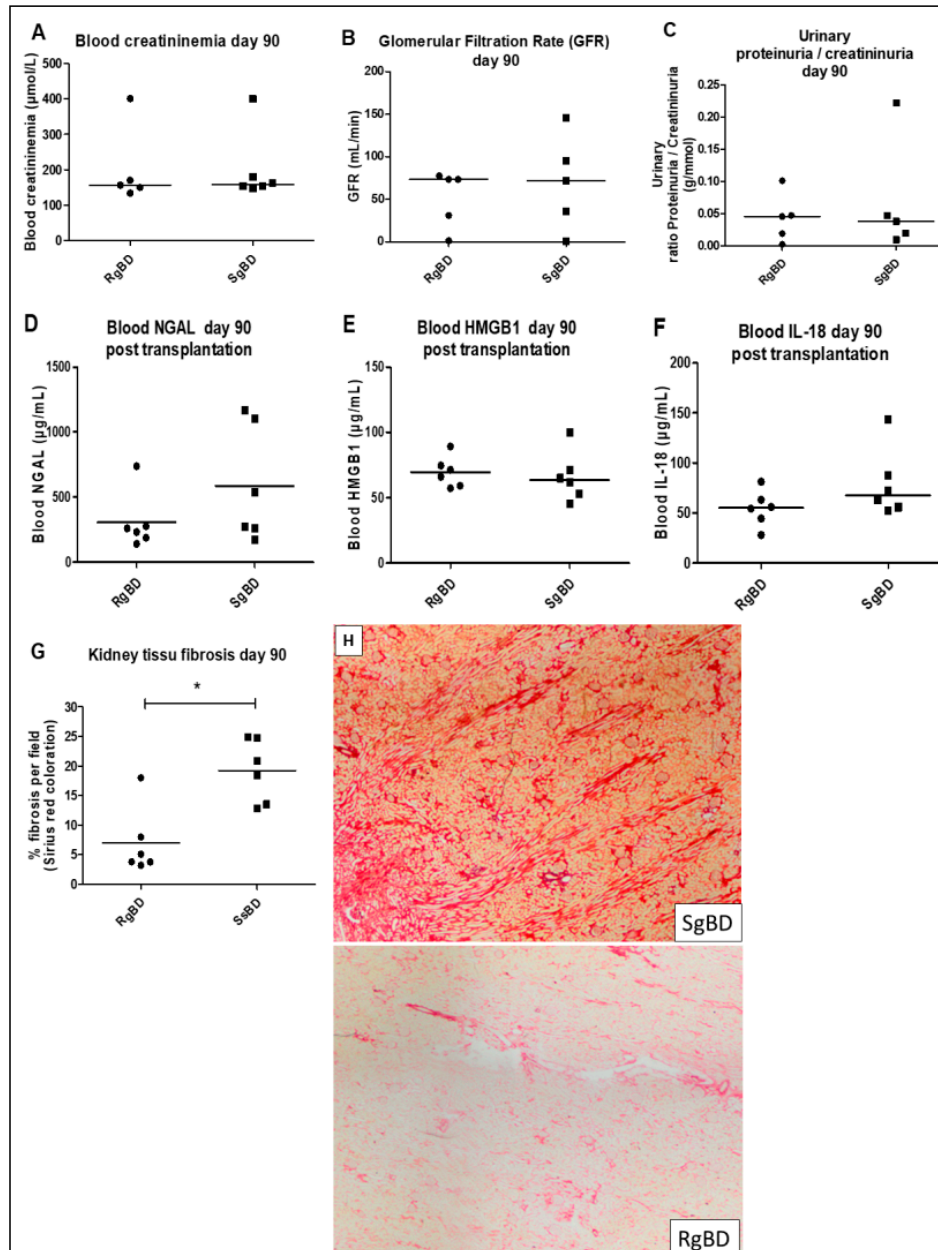 A
Blood creatininemia day 90
Blood creatininemia (µmol/L)
500
400
300
200
100
0
RgBD
SgBD
B
Glomerular Filtration Rate (GFR)
day 90
GFR (mL/min)
200
150
100
50
0
RgBD
SgBD
C
Urinary
proteinuria / creatininuria
day 90
Urinary
ratio Proteinuria / Creatininuria
(g/mmol)
0.25
0.20
0.15
0.10
0.05
0.00
RgBD
SgBD
D
Blood NGAL day 90
post transplantation
Blood NGAL (µg/mL)
1500
1000
500
0
RgBD
SgBD
E
Blood HMGB1 day 90
post transplantation
Blood HMGB1 (µg/mL)
150
100
50
0
RgBD
SgBD
F
Blood IL-18 day 90
post transplantation
Blood IL-18 (µg/mL)
200
150
100
50
0
RgBD
SgBD
G
Kidney tissu fibrosis day 90
*
% fibrosis per field
(Sirius red coloration)
30
25
20
15
10
5
0
RgBD
SsBD
H
SgBD
RgBD